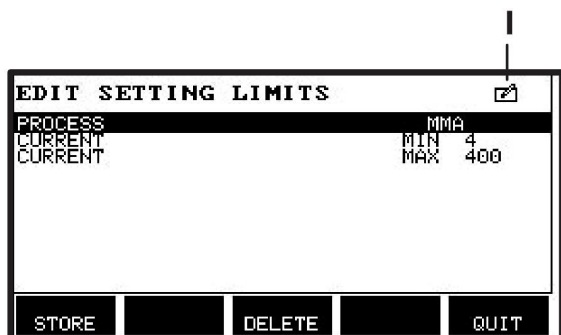 I
EDIT SETTING LIMITS
PROCESS MMA
CURRENT MIN 4
CURRENT MAX 400
STORE DELETE QUIT